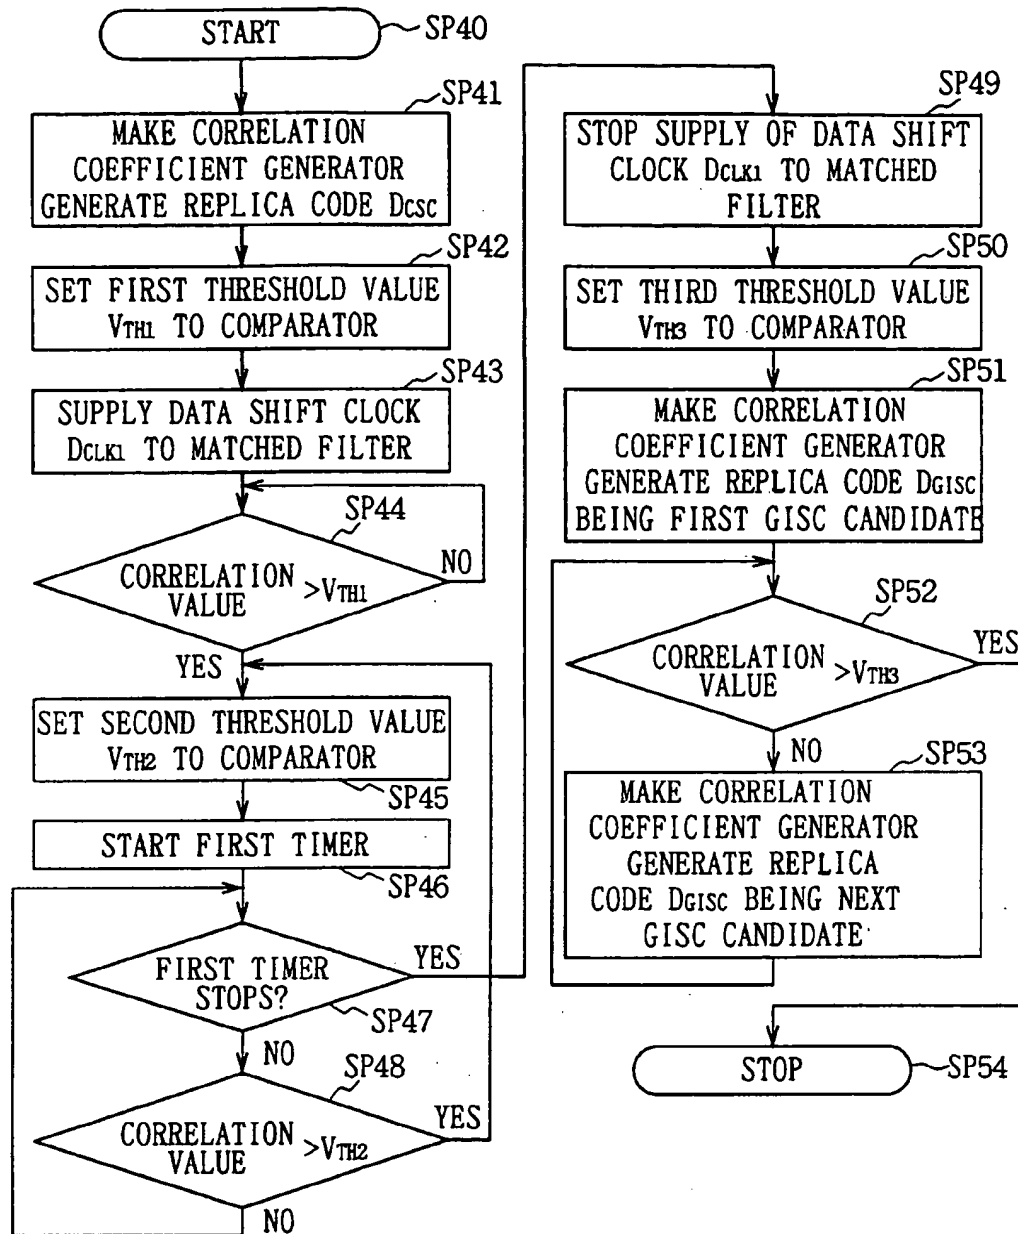 START
SP40
SP41
MAKE CORRELATION
COEFFICIENT GENERATOR
GENERATE REPLICA CODE DCSC
SP42
SET FIRST THRESHOLD VALUE
VTH1 TO COMPARATOR
SP43
SUPPLY DATA SHIFT CLOCK
DCLK1 TO MATCHED FILTER
SP44
CORRELATION
VALUE >VTH1
NO
YES
SET SECOND THRESHOLD VALUE
VTH2 TO COMPARATOR
SP45
START FIRST TIMER
SP46
FIRST TIMER
STOPS?
YES
SP47
NO
SP48
CORRELATION
VALUE >VTH2
YES
NO
SP49
STOP SUPPLY OF DATA SHIFT
CLOCK DCLK1 TO MATCHED
FILTER
SP50
SET THIRD THRESHOLD VALUE
VTH3 TO COMPARATOR
SP51
MAKE CORRELATION
COEFFICIENT GENERATOR
GENERATE REPLICA CODE DGISC
BEING FIRST GISC CANDIDATE
SP52
CORRELATION
VALUE >VTH3
YES
NO
SP53
MAKE CORRELATION
COEFFICIENT GENERATOR
GENERATE REPLICA
CODE DGISC BEING NEXT
GISC CANDIDATE
STOP
SP54